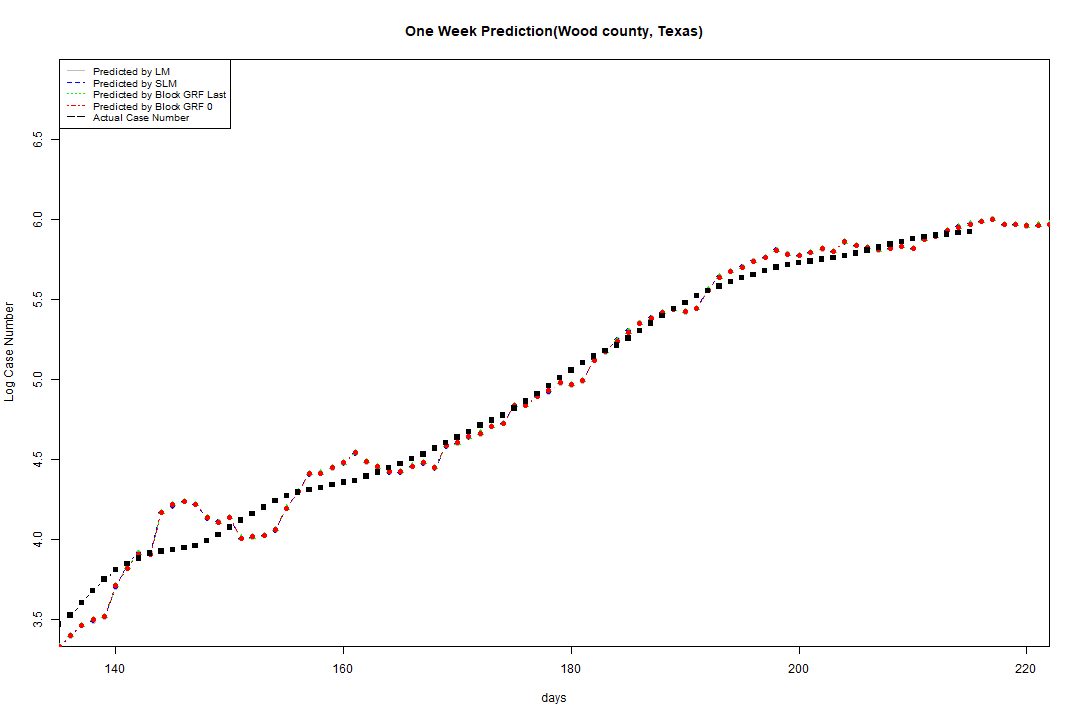 One Week Prediction(Wood county, Texas)
Predicted by LM
Predicted by SLM
Predicted by Block GRF Last
Predicted by Block GRF 0
Actual Case Number
6.5
6.0
5.5
5.0
4.5
4.0
3.5
Log Case Number
140 160 180 200 220
days